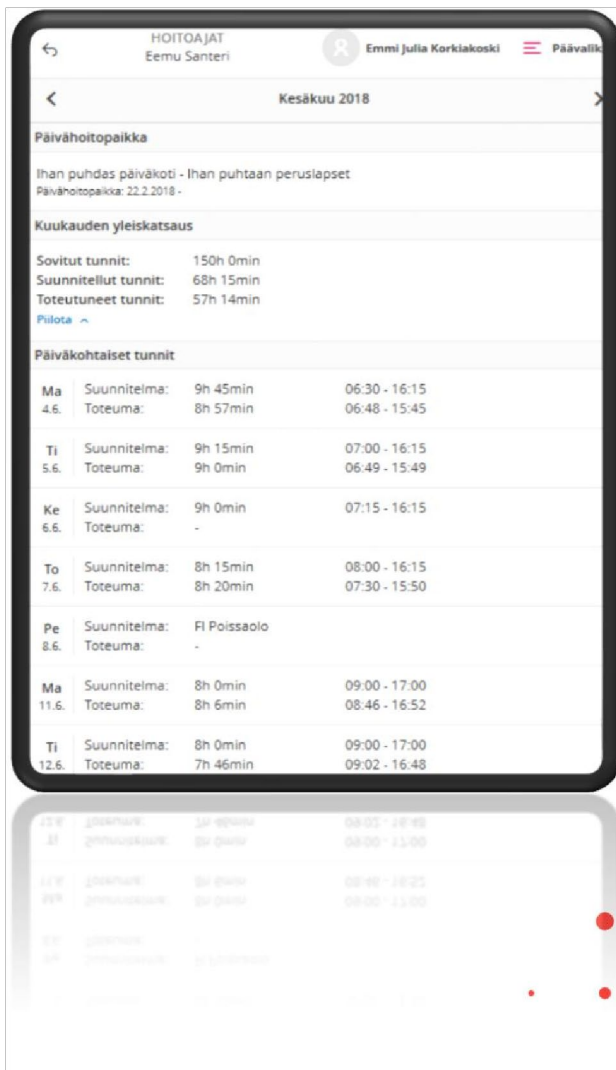 HOITOAJAT
Eemu Santeri
Emmi Julia Korkiakoski
Päävalik
Kesäkuu 2018
Päivähoitopaikka
Ihan puhdas päiväkoti - Ihan puhtaan peruslapset
Päivähoitopaikka: 22.2.2018 -
Kuukauden yleiskatsaus
Sovitut tunnit: 150h 0min
Suunnitellut tunnit: 68h 15min
Toteutuneet tunnit: 57h 14min
Piilota
Päiväkohtaiset tunnit
Ma Suunnitelma: 9h 45min 06:30 - 16:15
4.6. Toteuma: 8h 57min 06:48 - 15:45
Ti Suunnitelma: 9h 15min 07:00 - 16:15
5.6. Toteuma: 9h 0min 06:49 - 15:49
Ke Suunnitelma: 9h 0min 07:15 - 16:15
6.6. Toteuma: -
To Suunnitelma: 8h 15min 08:00 - 16:15
7.6. Toteuma: 8h 20min 07:30 - 15:50
Pe Suunnitelma: FI Poissaolo
8.6. Toteuma: -
Ma Suunnitelma: 8h 0min 09:00 - 17:00
11.6. Toteuma: 8h 6min 08:46 - 16:52
Ti Suunnitelma: 8h 0min 09:00 - 17:00
12.6. Toteuma: 7h 46min 09:02 - 16:48